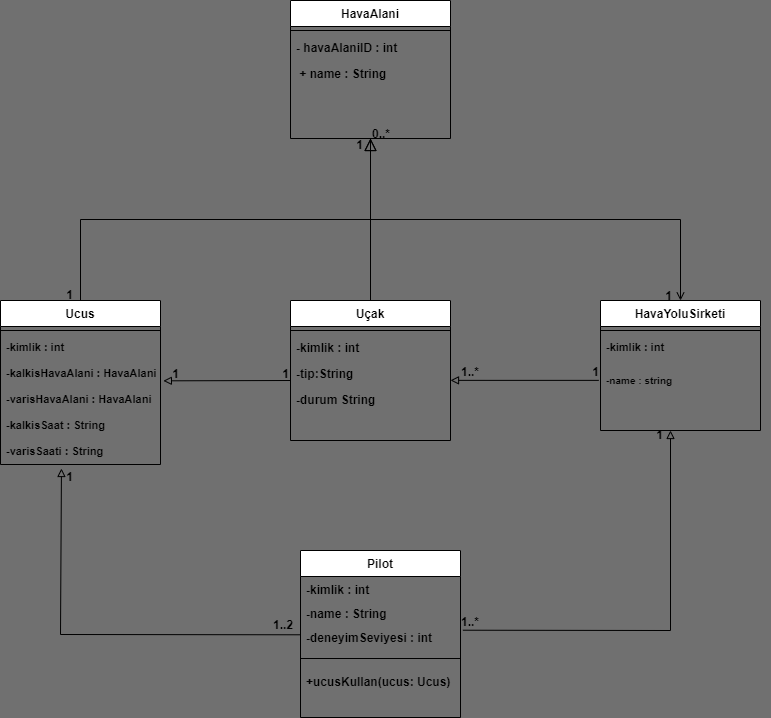 HavaAlani
- havaAlaniID : int
+ name : String
0..*
1
1
1
Ucus
-kimlik : int
-kalkisHavaAlani : HavaAlani
-varisHavaAlani : HavaAlani
-kalkisSaat : String
-varisSaati : String
1
1
1
Uçak
-kimlik : int
-tip:String
-durum String
1..*
1
HavaYoluSirketi
-kimlik : int
-name : string
1
1..2
1..*
Pilot
-kimlik : int
-name : String
-deneyimSeviyesi : int
+ucusKullan(ucus: Ucus)